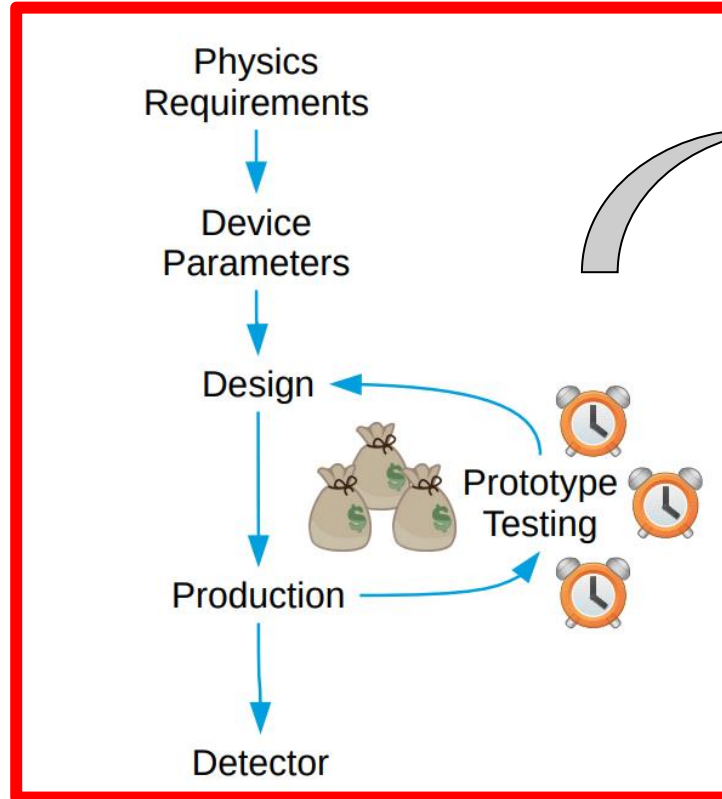 Physics
Requirements
Device
Parameters
Design
$
$
$
Prototype
Testing
Production
Detector